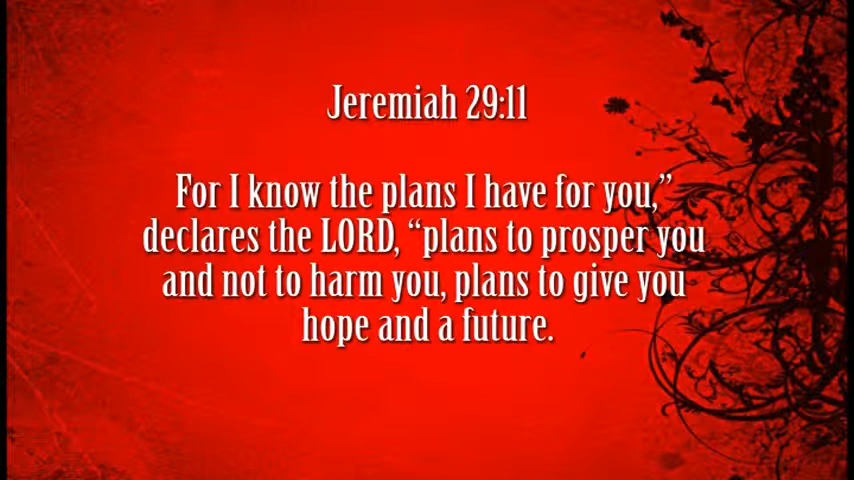 Jeremiah 29:11
For I know the plans I have for you,”
declares the LORD, “plans to prosper you
and not to harm you, plans to give you
hope and a future.